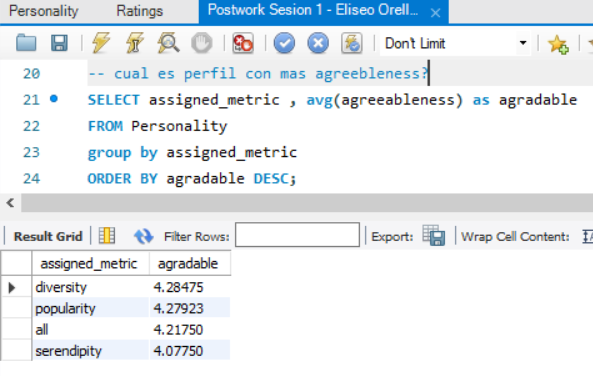 Personality Ratings Postwork Sesion 1 - Eliseo Orell...
Don't Limit
20 -- cual es perfil con mas agreebleness?
21 SELECT assigned_metric , avg(agreeableness) as agradable
22 FROM Personality
23 group by assigned_metric
24 ORDER BY agradable DESC;
Result Grid Filter Rows: Export: Wrap Cell Content:
assigned_metric agradable
diversity 4.28475
popularity 4.27923
all 4.21750
serendipity 4.07750